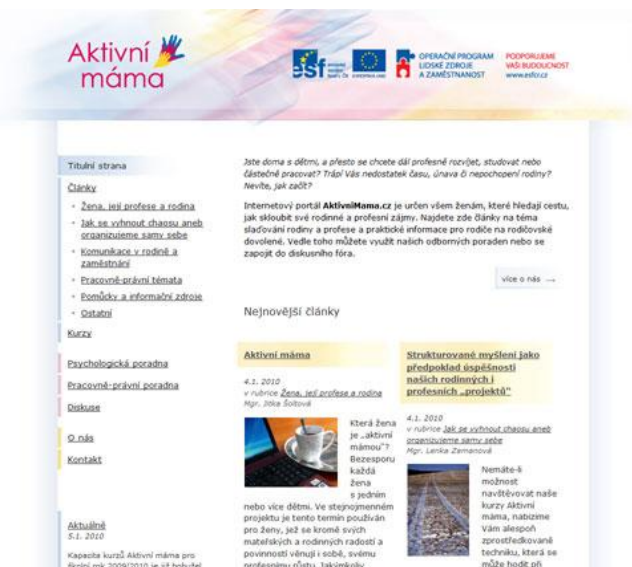 Aktivní
máma
esf
OPERAČNÍ PROGRAM
LIDSKÉ ZDROJE
A ZAMĚSTNANOST
PODPORUJEME
VAŠI BUDOUCNOST
www.esfcr.cz
Titulní strana
Články
Žena, její profese a rodina
Jak se vyhnout chaosu aneb
organizujeme samy sebe
Komunikace v rodině a
zaměstnání
Pracovně-právní témata
Pomůcky a informační zdroje
Ostatní
Kurzy
Psychologická poradna
Pracovně-právní poradna
Diskuse
O nás
Kontakt
Aktuálně
5.1. 2010
Kapacita kurzů Aktivní máma pro
školní rok 2009/2010 je již bohužel
Jste doma s dětmi, a přesto se chcete dál profesně rozvíjet, studovat nebo
částečně pracovat? Trápí Vás nedostatek času, únava či nepochopení rodiny?
Nevíte, jak začít?
Internetový portál AktivniMama.cz je určen všem ženám, které hledají cestu,
jak skloubit své rodinné a profesní zájmy. Najdete zde články na téma
slaďování rodiny a profese a praktické informace pro rodiče na rodičovské
dovolené. Vedle toho můžete využít našich odborných poraden nebo se
zapojit do diskusního fóra.
více o nás →
Nejnovější články
Aktivní máma
4.1. 2010
v rubrice Žena, její profese a rodina
Mgr. Jitka Šoltová
Která žena
je „aktivní
mámou"?
Bezesporu
každá
žena
s jedním
nebo více dětmi. Ve stejnojmenném
projektu je tento termín používán
pro ženy, jež se kromě svých
mateřských a rodinných radostí a
povinností věnují i sobě, svému
profesnímu růstu. Jakýmkoliv
Strukturované myšlení jako
předpoklad úspěšnosti
našich rodinných i
profesních „projektů"
4.1. 2010
v rubrice Jak se vyhnout chaosu aneb
organizujeme samy sebe
Mgr. Lenka Zemanová
Nemáte-li
možnost
navštěvovat naše
kurzy Aktivní
máma, nabízíme
Vám alespoň
zprostředkovaně
techniku, která se
může hodit při